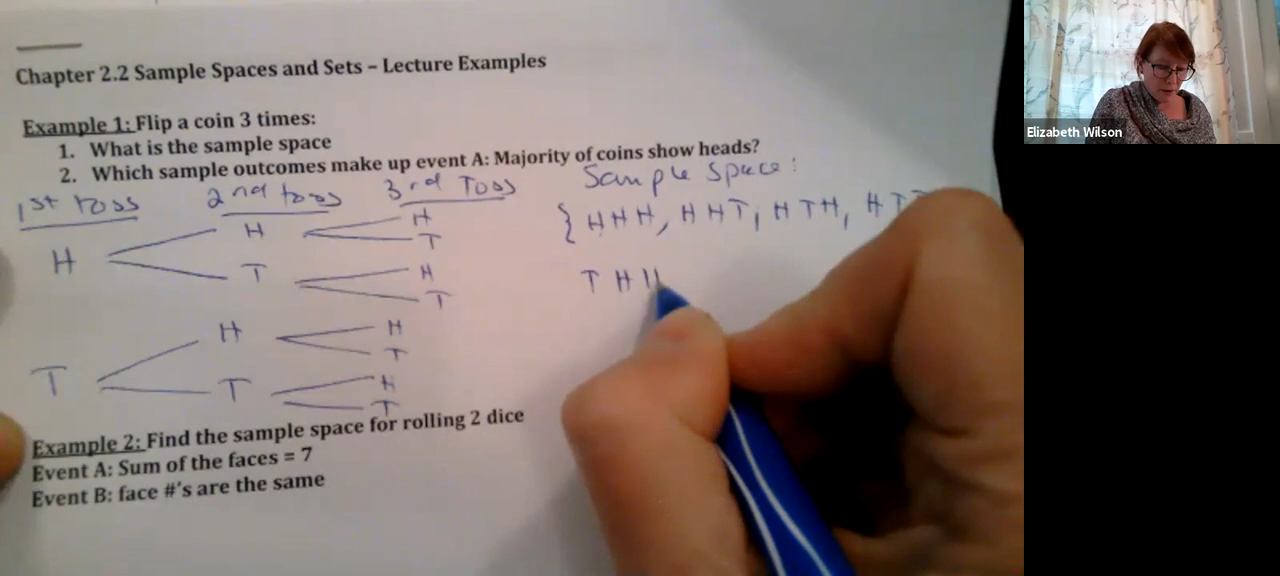 Chapter 2.2 Sample Spaces and Sets – Lecture Examples
Example 1: Flip a coin 3 times:
1. What is the sample space
2. Which sample outcomes make up event A: Majority of coins show heads?
1st toss 2nd toss 3rd Toss
Sample Space:
{ HHH, HHT, HTH, HT
THH
H
H
H
T
T
H
T
T
H
H
T
T
H
T
Example 2: Find the sample space for rolling 2 dice
Event A: Sum of the faces = 7
Event B: face #'s are the same
Elizabeth Wilson